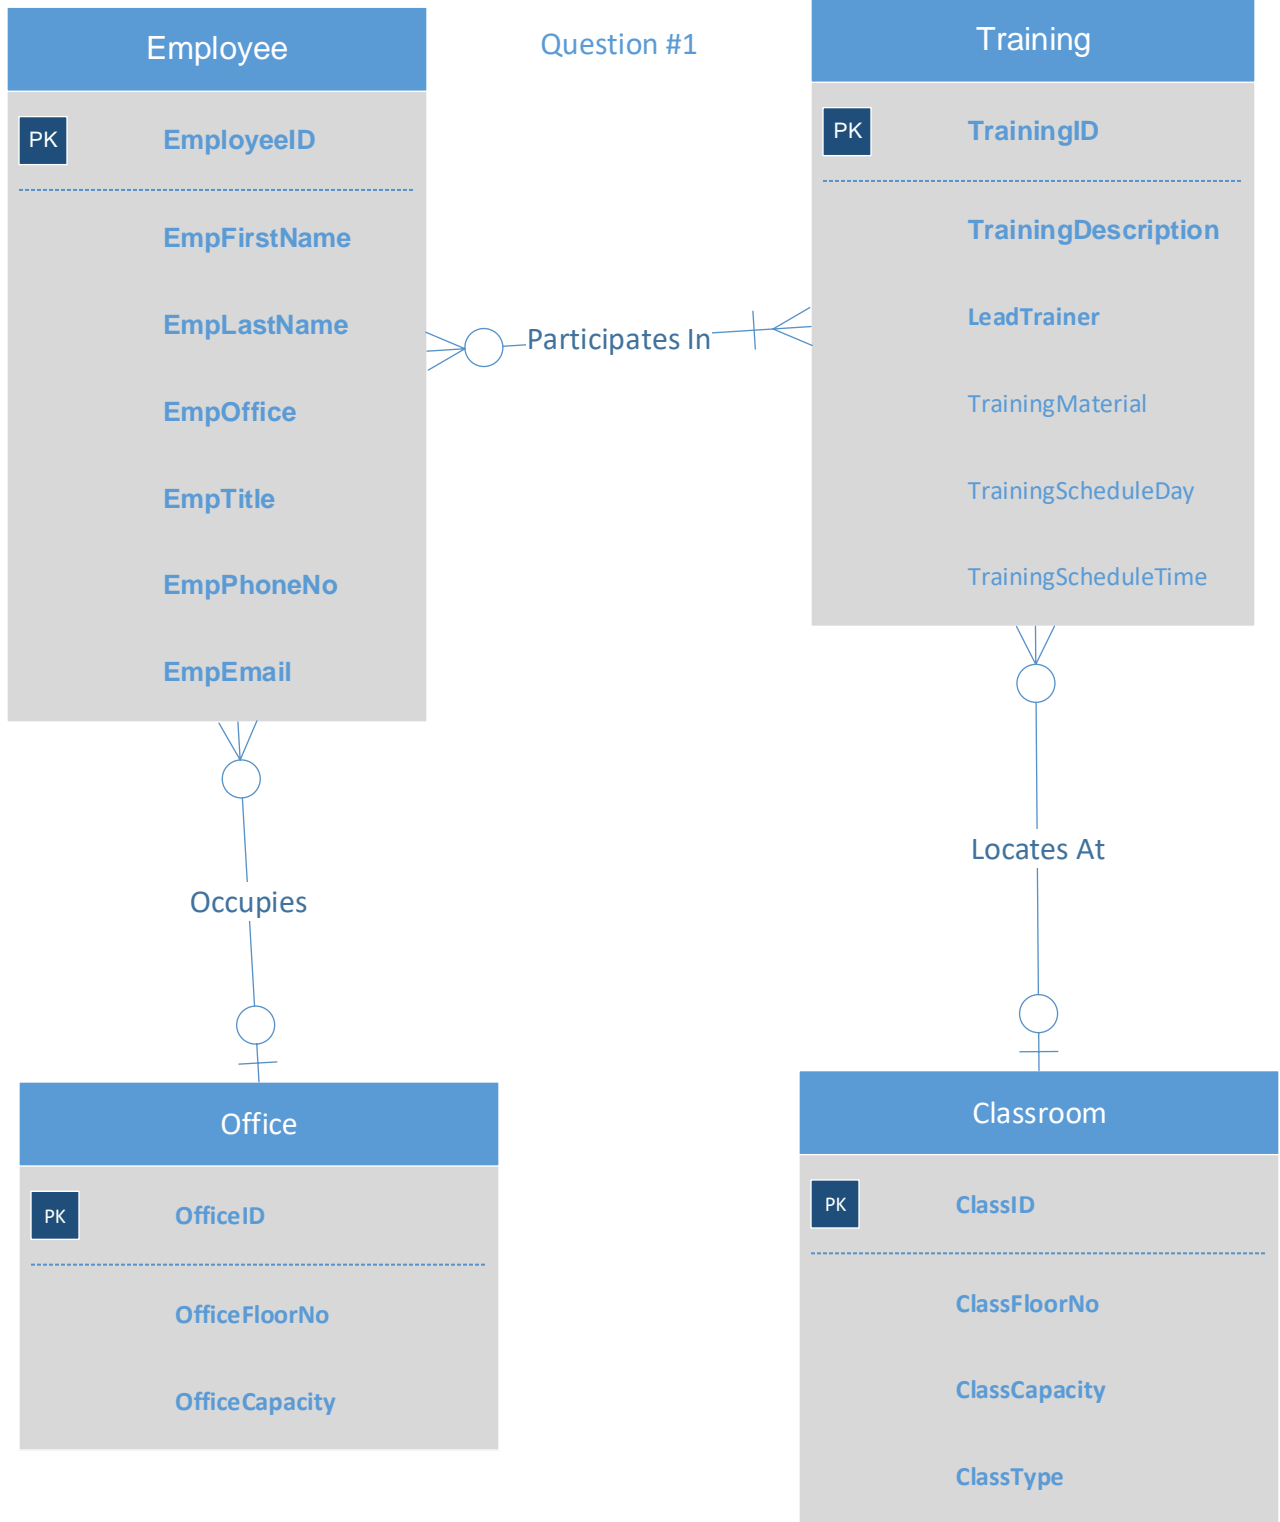 Employee
PK
EmployeeID
EmpFirstName
EmpLastName
EmpOffice
EmpTitle
EmpPhoneNo
EmpEmail
Question #1
Training
PK
TrainingID
TrainingDescription
LeadTrainer
TrainingMaterial
TrainingScheduleDay
TrainingScheduleTime
Participates In
Occupies
Locates At
Office
PK
OfficeID
OfficeFloorNo
OfficeCapacity
Classroom
PK
ClassID
ClassFloorNo
ClassCapacity
ClassType